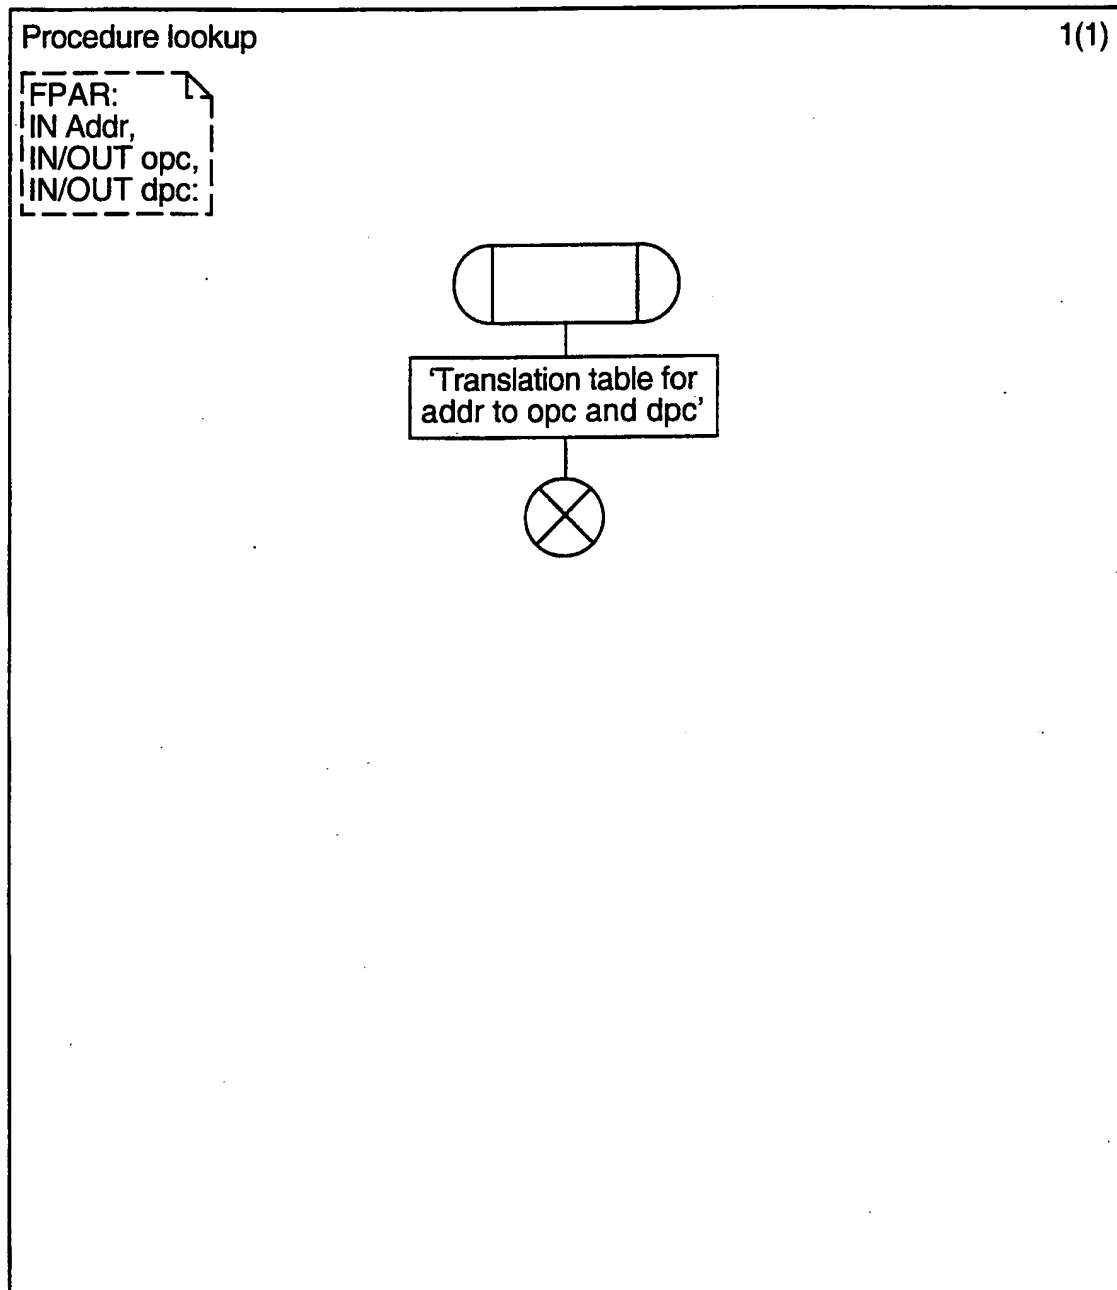 Procedure lookup
1(1)
FPAR:
IN Addr,
IN/OUT opc,
IN/OUT dpc:
‘Translation table for
addr to opc and dpc’